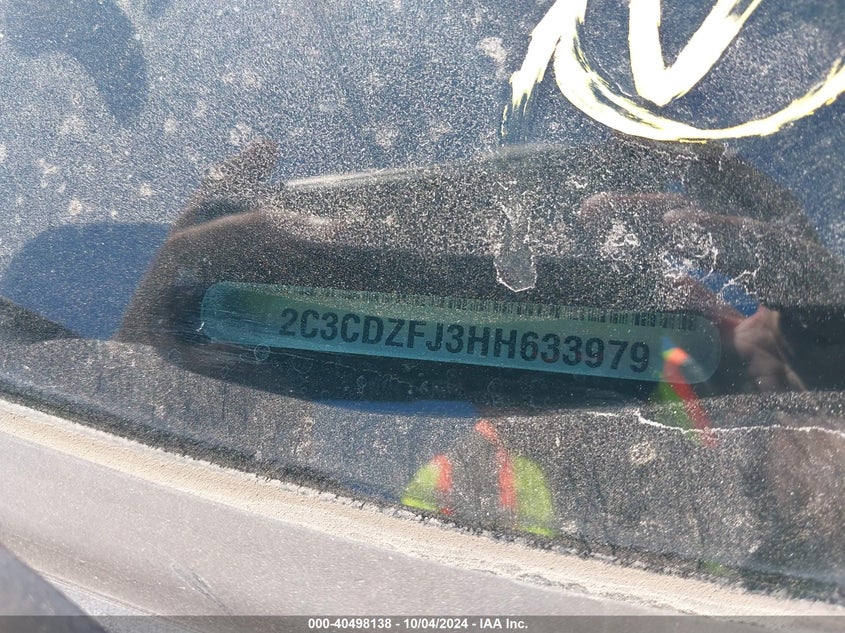 2C3CDZFJ3HH633979
000-40498138 - 10/04/2024 - IAA Inc.